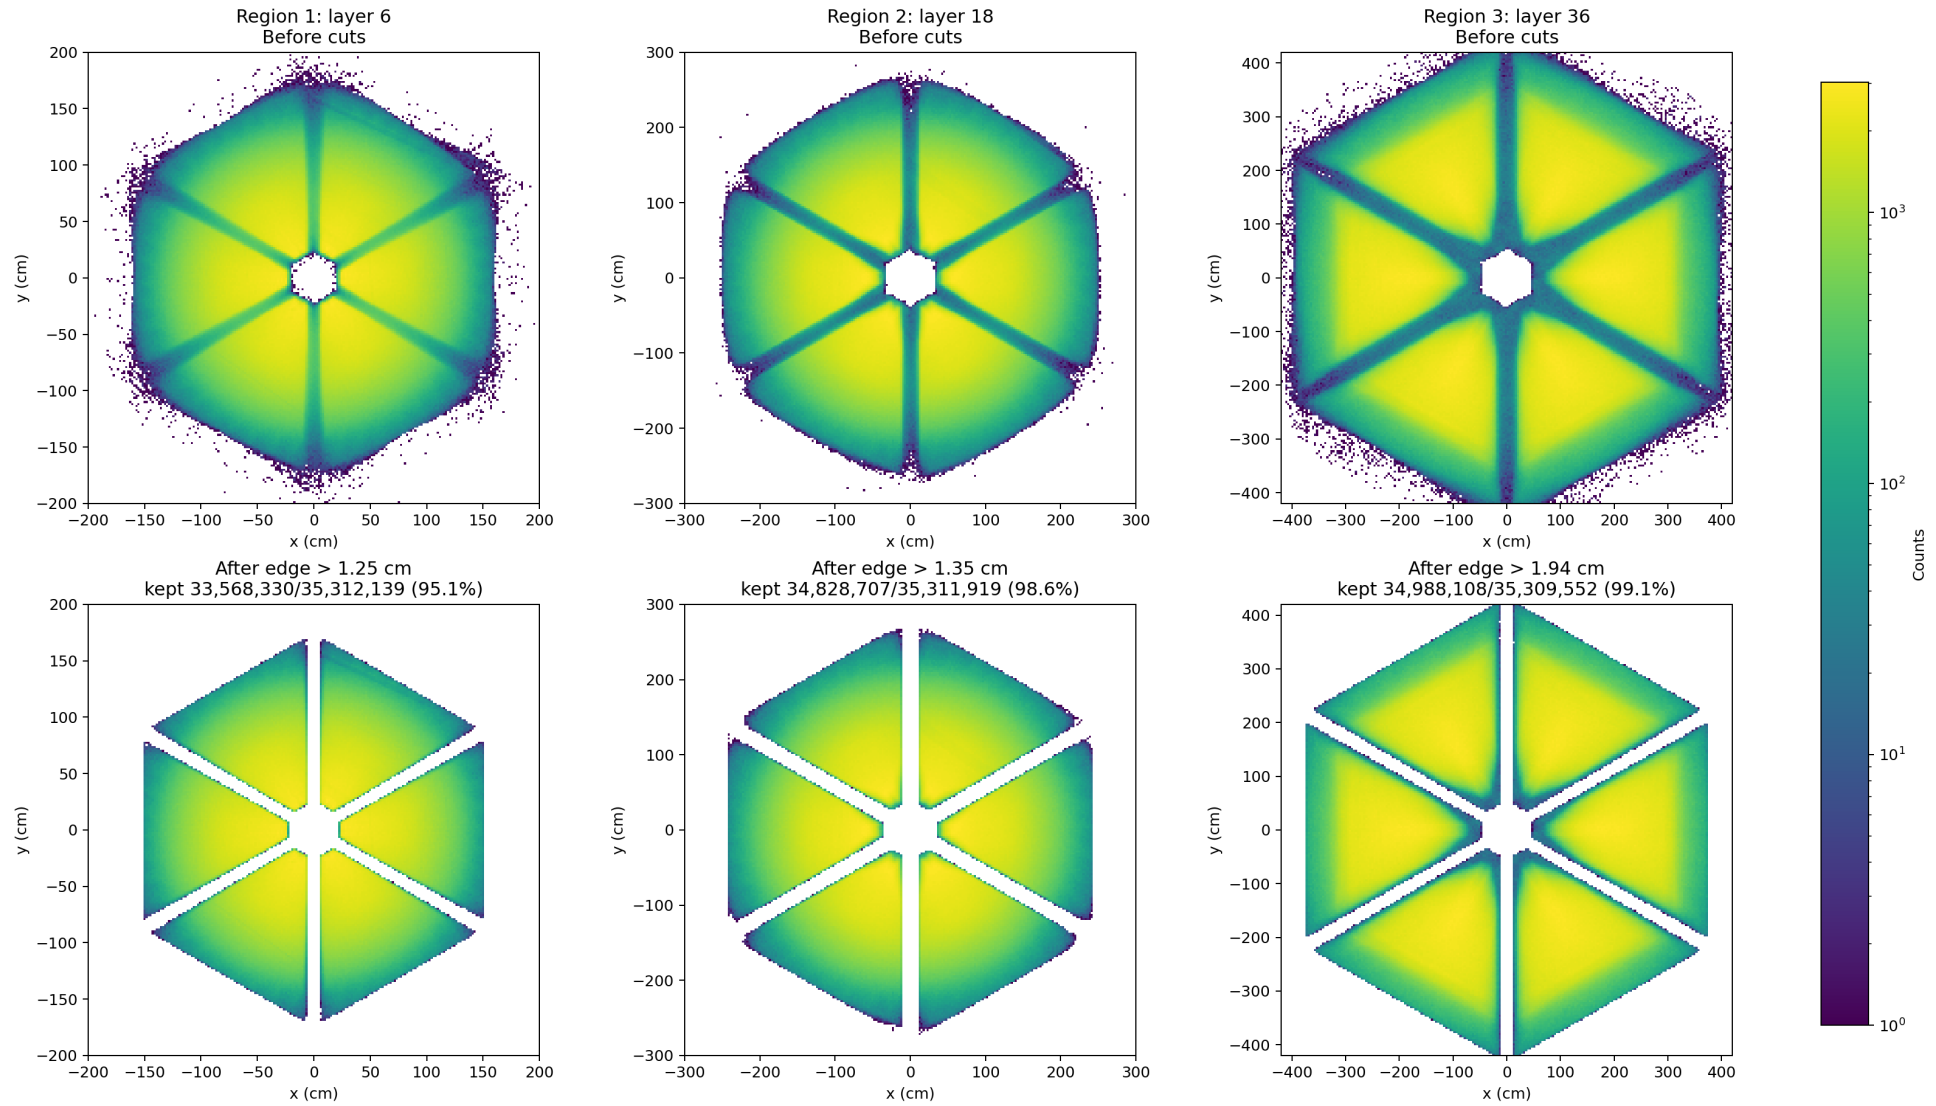 Region 1: layer 6
Before cuts
200
150
100
50
0
−50
−100
−150
−200
y (cm)
−200 −150 −100 −50 0 50 100 150 200
x (cm)
Region 2: layer 18
Before cuts
300
200
100
0
−100
−200
−300
y (cm)
−300 −200 −100 0 100 200 300
x (cm)
Region 3: layer 36
Before cuts
400
300
200
100
0
−100
−200
−300
−400
y (cm)
−400 −300 −200 −100 0 100 200 300 400
x (cm)
After edge > 1.25 cm
kept 33,568,330/35,312,139 (95.1%)
200
150
100
50
0
−50
−100
−150
−200
y (cm)
−200 −150 −100 −50 0 50 100 150 200
x (cm)
After edge > 1.35 cm
kept 34,828,707/35,311,919 (98.6%)
300
200
100
0
−100
−200
−300
y (cm)
−300 −200 −100 0 100 200 300
x (cm)
After edge > 1.94 cm
kept 34,988,108/35,309,552 (99.1%)
400
300
200
100
0
−100
−200
−300
−400
y (cm)
−400 −300 −200 −100 0 100 200 300 400
x (cm)
10³
10²
10¹
10⁰
Counts